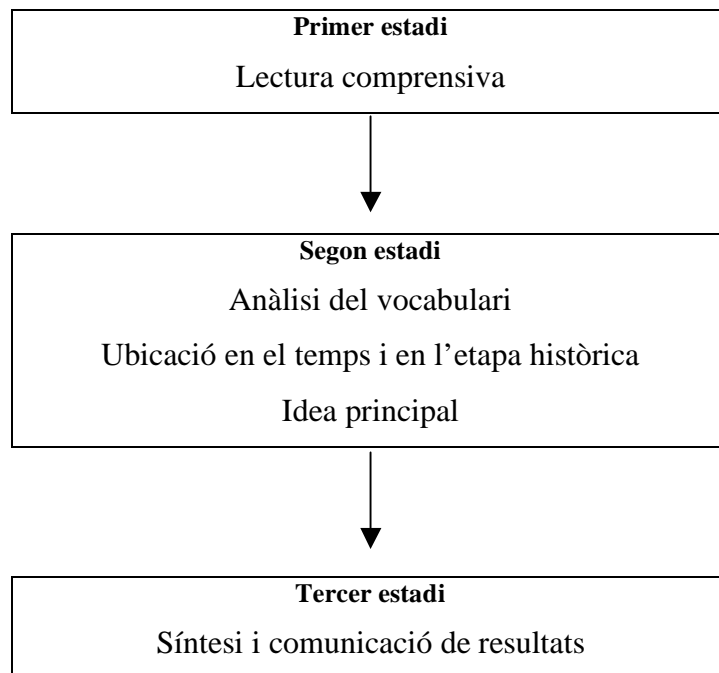 Primer estadi
Lectura comprensiva
Segon estadi
Anàlisi del vocabulari
Ubicació en el temps i en l’etapa històrica
Idea principal
Tercer estadi
Síntesi i comunicació de resultats